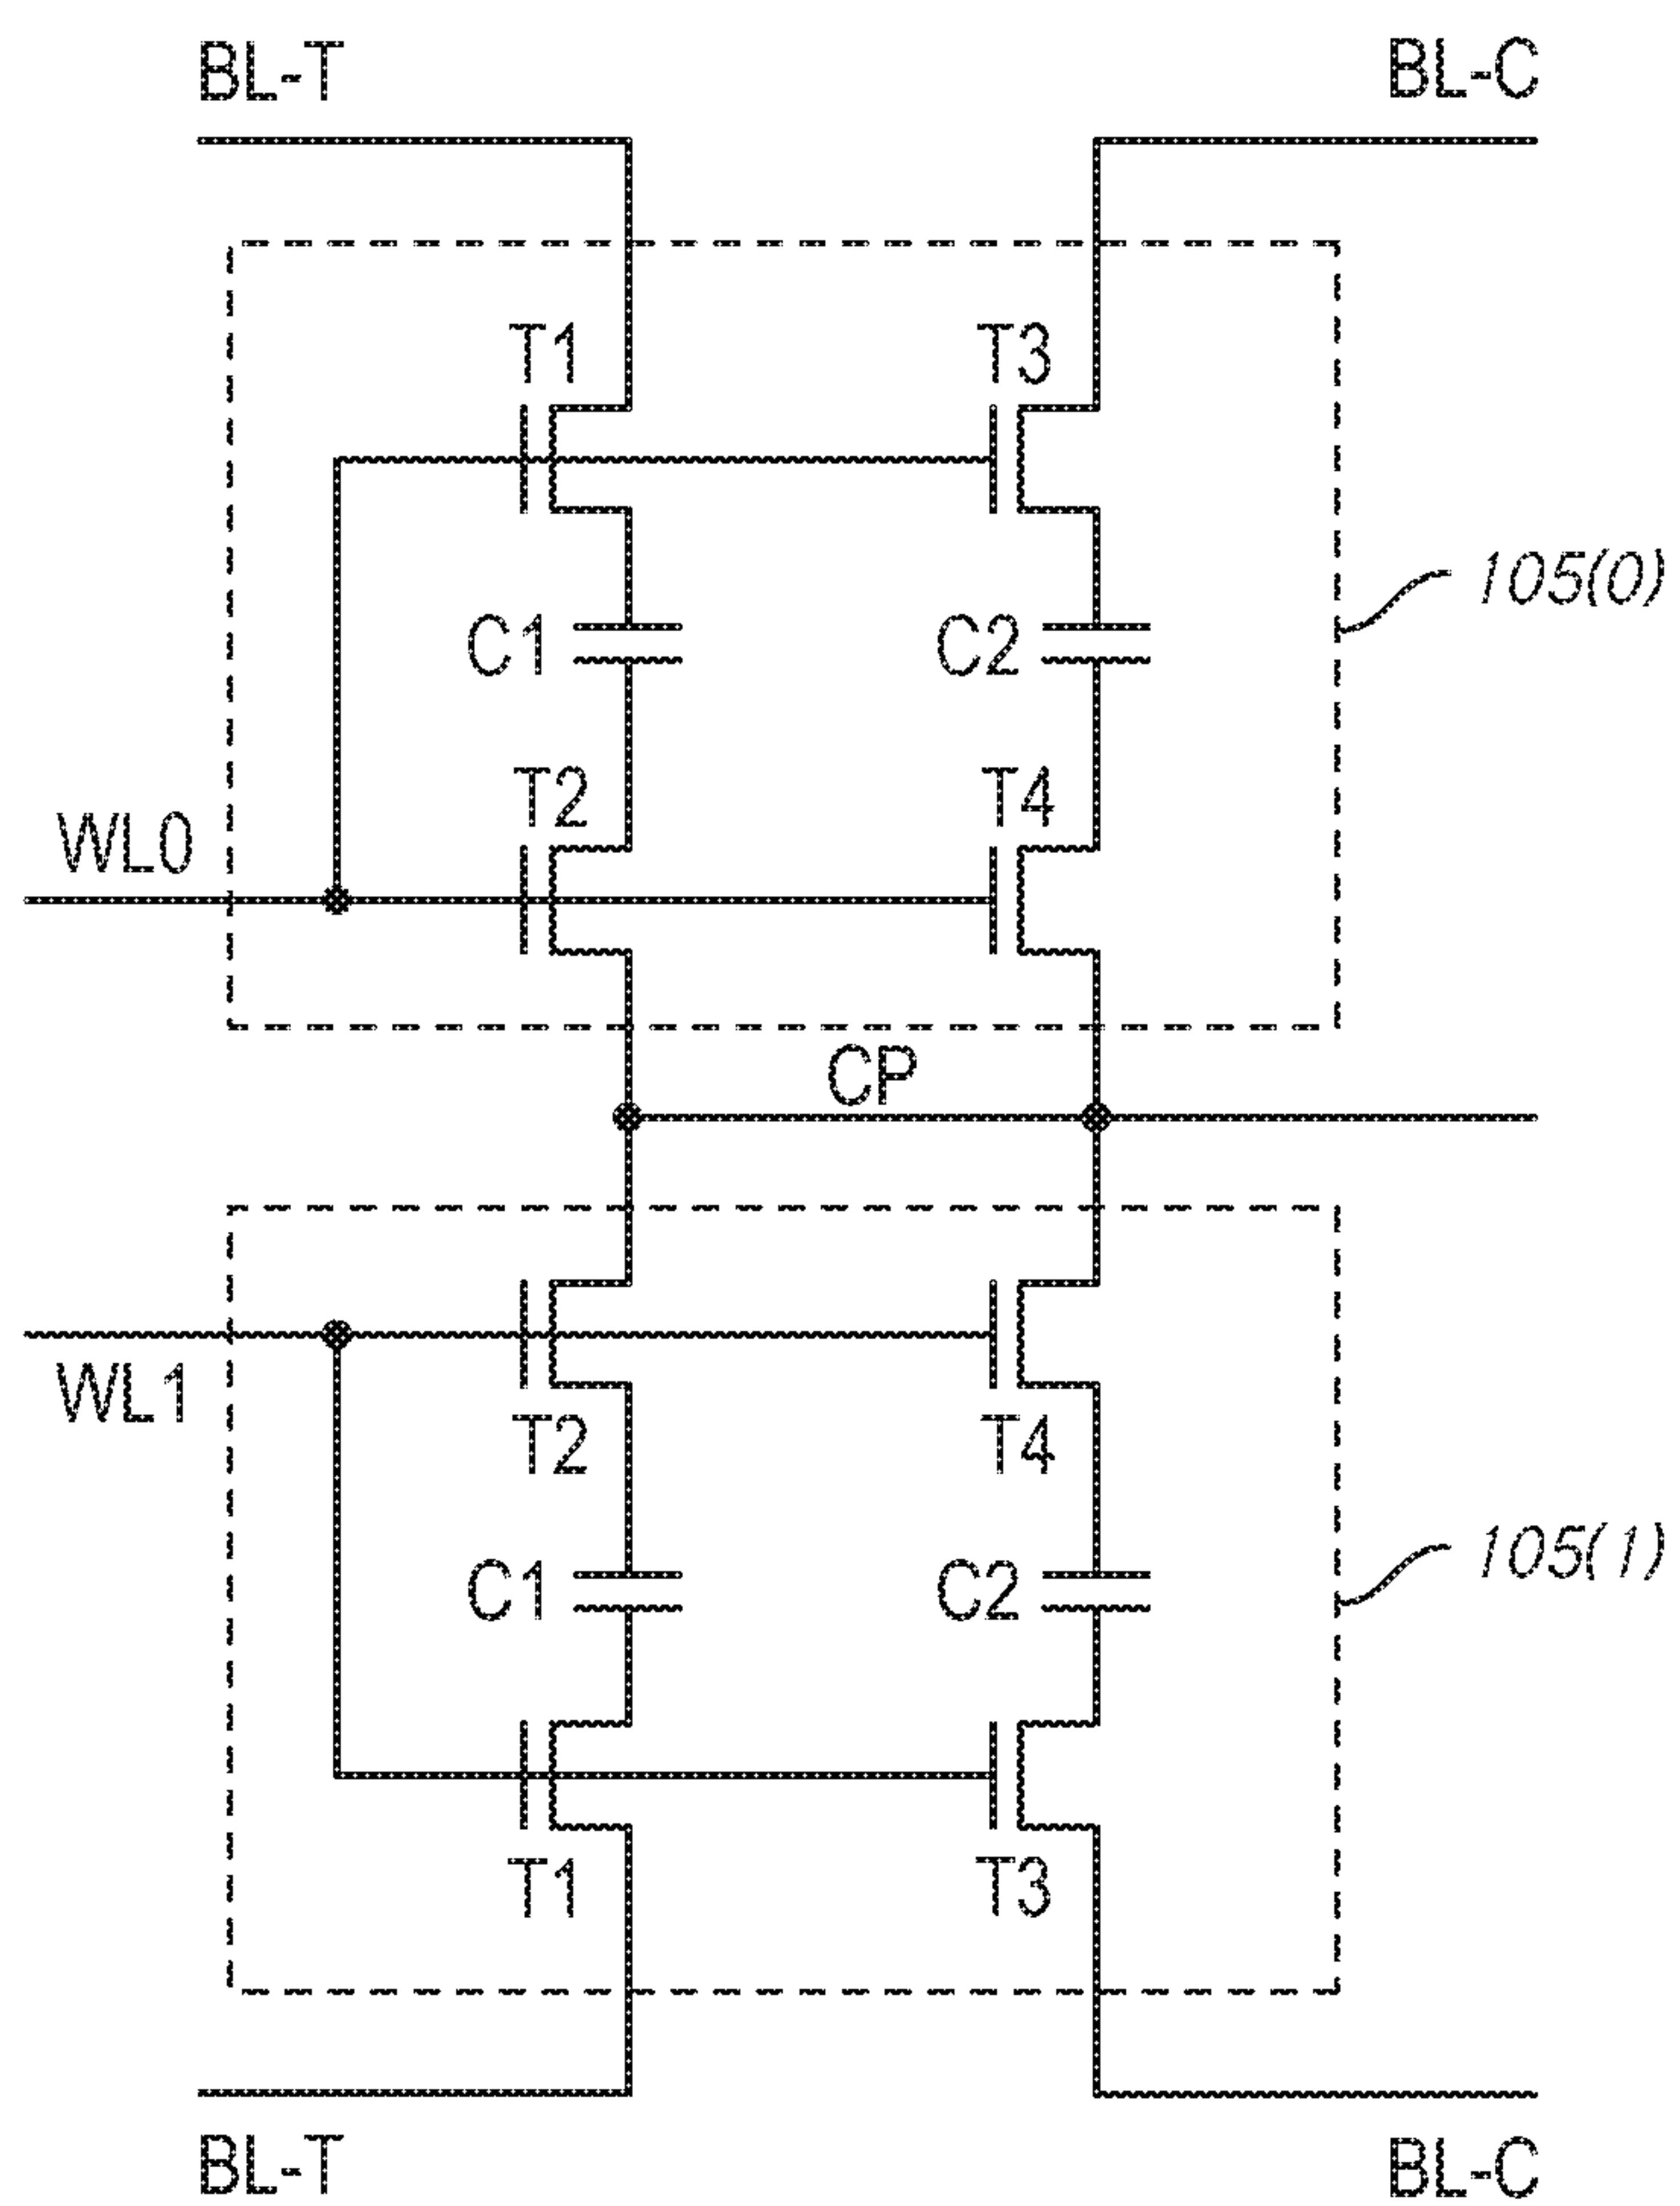 BL-T BL-C
T1 T3
105(0)
C1 C2
T2 T4
WL0
CP
WL1
T2 T4
105(1)
C1 C2
T1 T3
BL-T BL-C